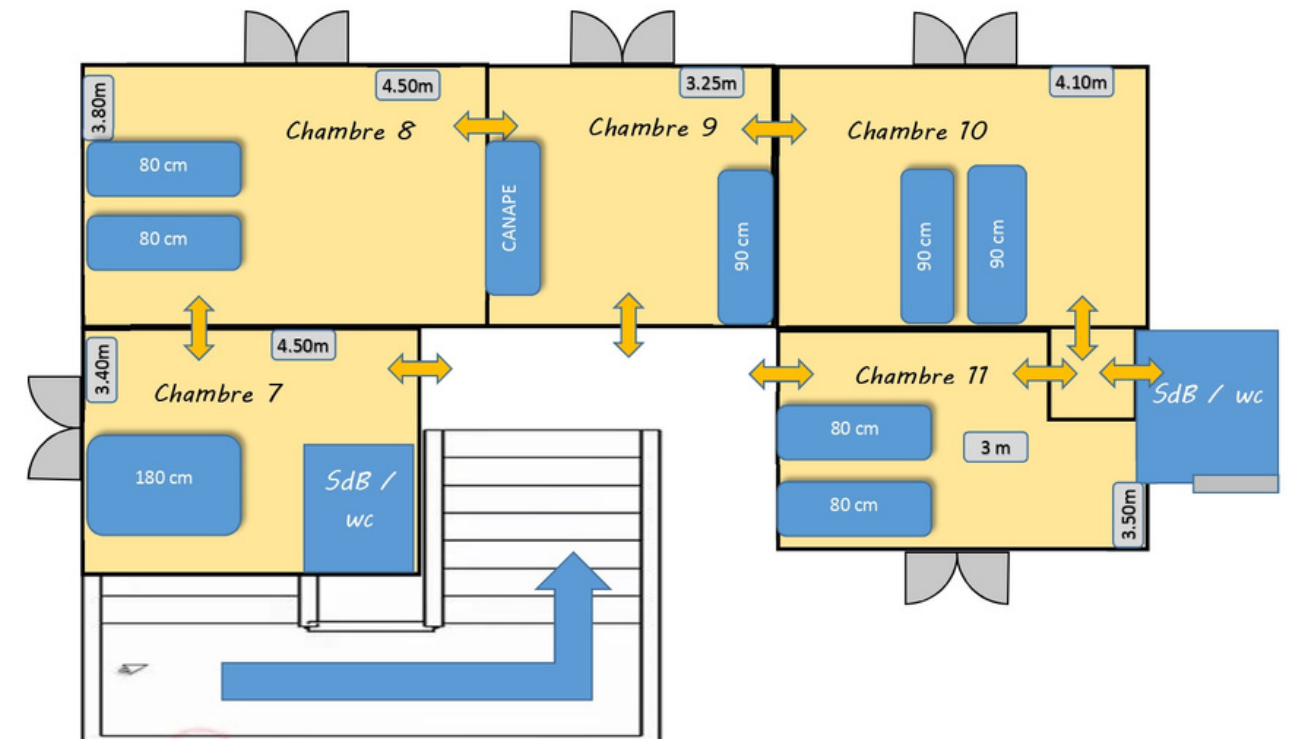 3.80m
4.50m
Chambre 8
80 cm
80 cm
3.25m
Chambre 9
CANAPE
90 cm
4.10m
Chambre 10
90 cm
90 cm
3.40m
4.50m
Chambre 7
180 cm
SdB /
wc
Chambre 11
80 cm
3 m
80 cm
3.50m
SdB / wc